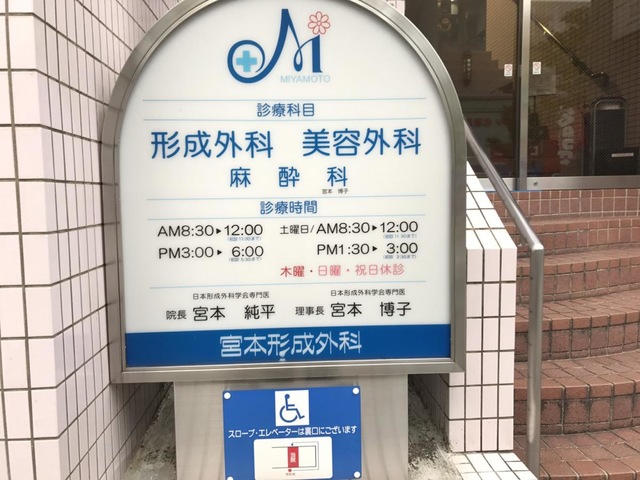 M
MIYAMOTO
診療科目
形成外科 美容外科
麻酔科
宮本 博子
診療時間
AM8:30▶12:00 土曜日/AM8:30▶12:00
PM3:00▶6:00 PM1:30▶3:00
木曜・日曜・祝日休診
日本形成外科学会専門医 日本形成外科学会専門医
院長 宮本 純平 理事長 宮本 博子
宮本形成外科
スロープ・エレベーターは裏口にございます